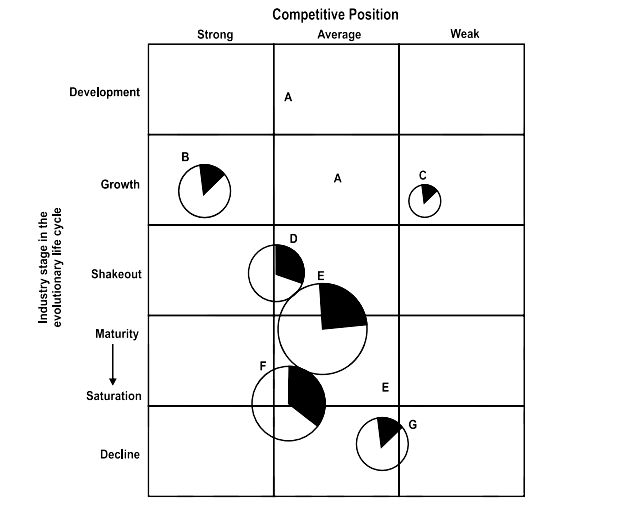 Competitive Position
Strong Average Weak
Development
A
B
Growth
A
C
Industry stage in the
evolutionary life cycle
D
Shakeout
E
Maturity
F
E
Saturation
G
Decline